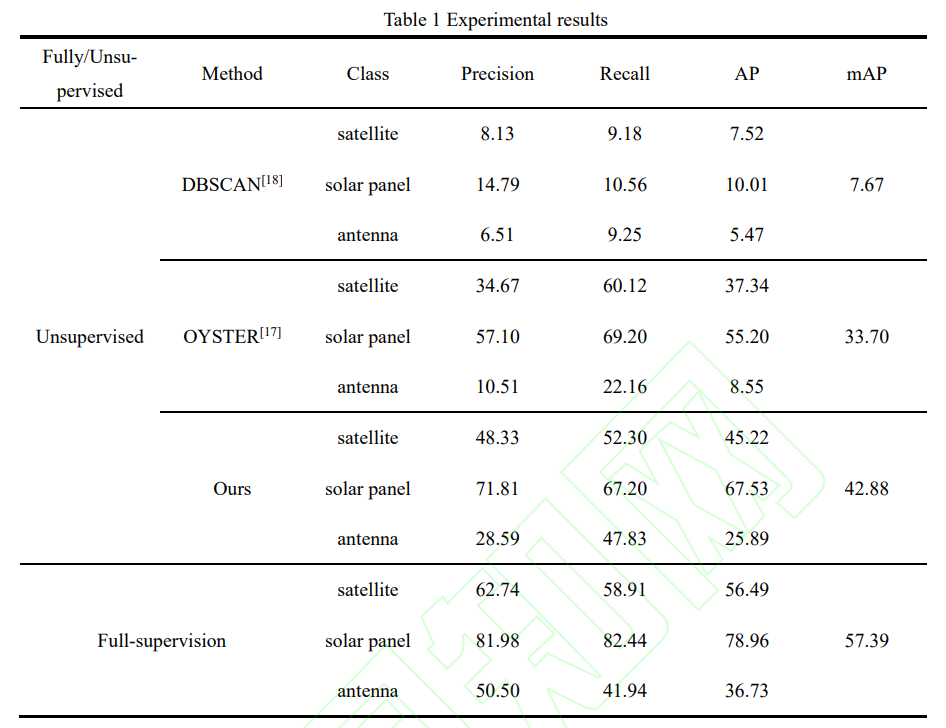 Table 1 Experimental results
Fully/Unsu-
pervised Method Class Precision Recall AP mAP
satellite 8.13 9.18 7.52
DBSCAN[18] solar panel 14.79 10.56 10.01 7.67
antenna 6.51 9.25 5.47
satellite 34.67 60.12 37.34
Unsupervised OYSTER[17] solar panel 57.10 69.20 55.20 33.70
antenna 10.51 22.16 8.55
satellite 48.33 52.30 45.22
Ours solar panel 71.81 67.20 67.53 42.88
antenna 28.59 47.83 25.89
satellite 62.74 58.91 56.49
Full-supervision solar panel 81.98 82.44 78.96 57.39
antenna 50.50 41.94 36.73